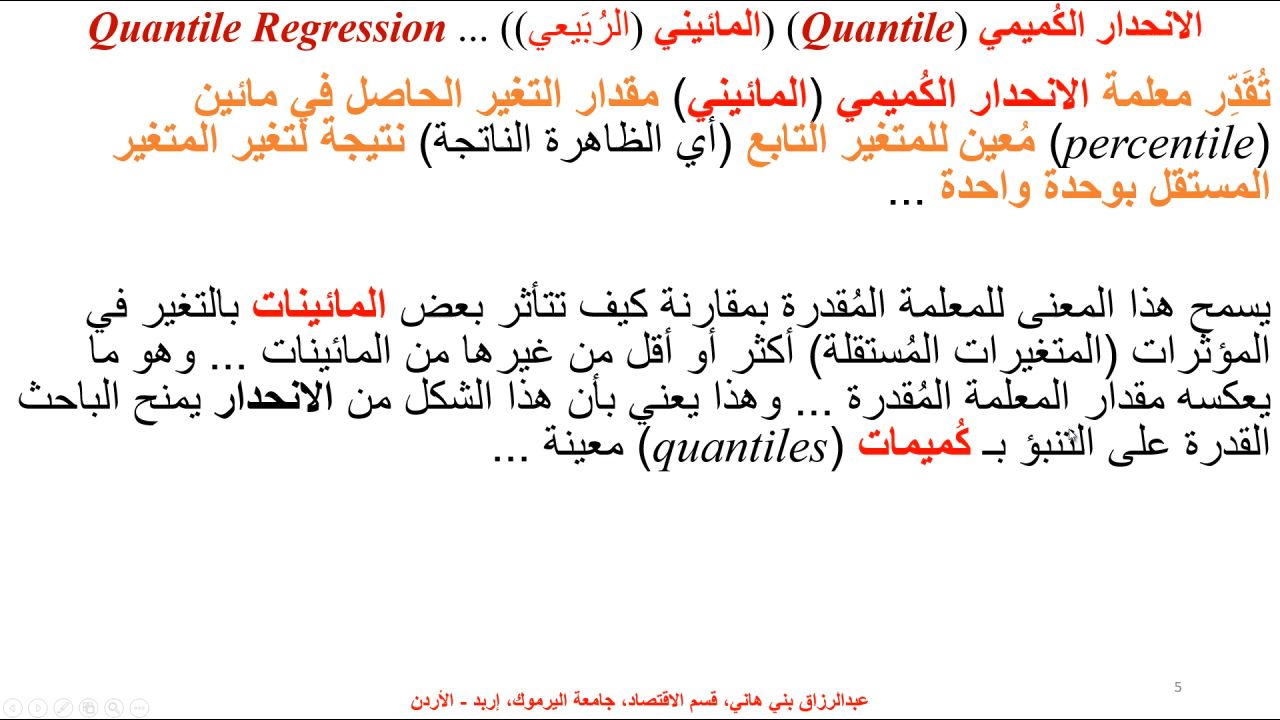 الانحدار الكُميمي (Quantile) (المائيني (الرُبَيعي)) ... Quantile Regression
تُقَدِّر معلمة الانحدار الكُميمي (المائيني) مقدار التغير الحاصل في مائين
(percentile) مُعين للمتغير التابع (أي الظاهرة الناتجة) نتيجة لتغير المتغير
المستقل بوحدة واحدة ...
يسمح هذا المعنى للمعلمة المُقدرة بمقارنة كيف تتأثر بعض المائينات بالتغير في
المؤثرات (المتغيرات المُستقلة) أكثر أو أقل من غيرها من المائينات ... وهو ما
يعكسه مقدار المعلمة المُقدرة ... وهذا يعني بأن هذا الشكل من الانحدار يمنح الباحث
القدرة على التنبؤ بـ كُميمات (quantiles) معينة ...
5
عبدالرزاق بني هاني، قسم الاقتصاد، جامعة اليرموك، إربد - الأردن